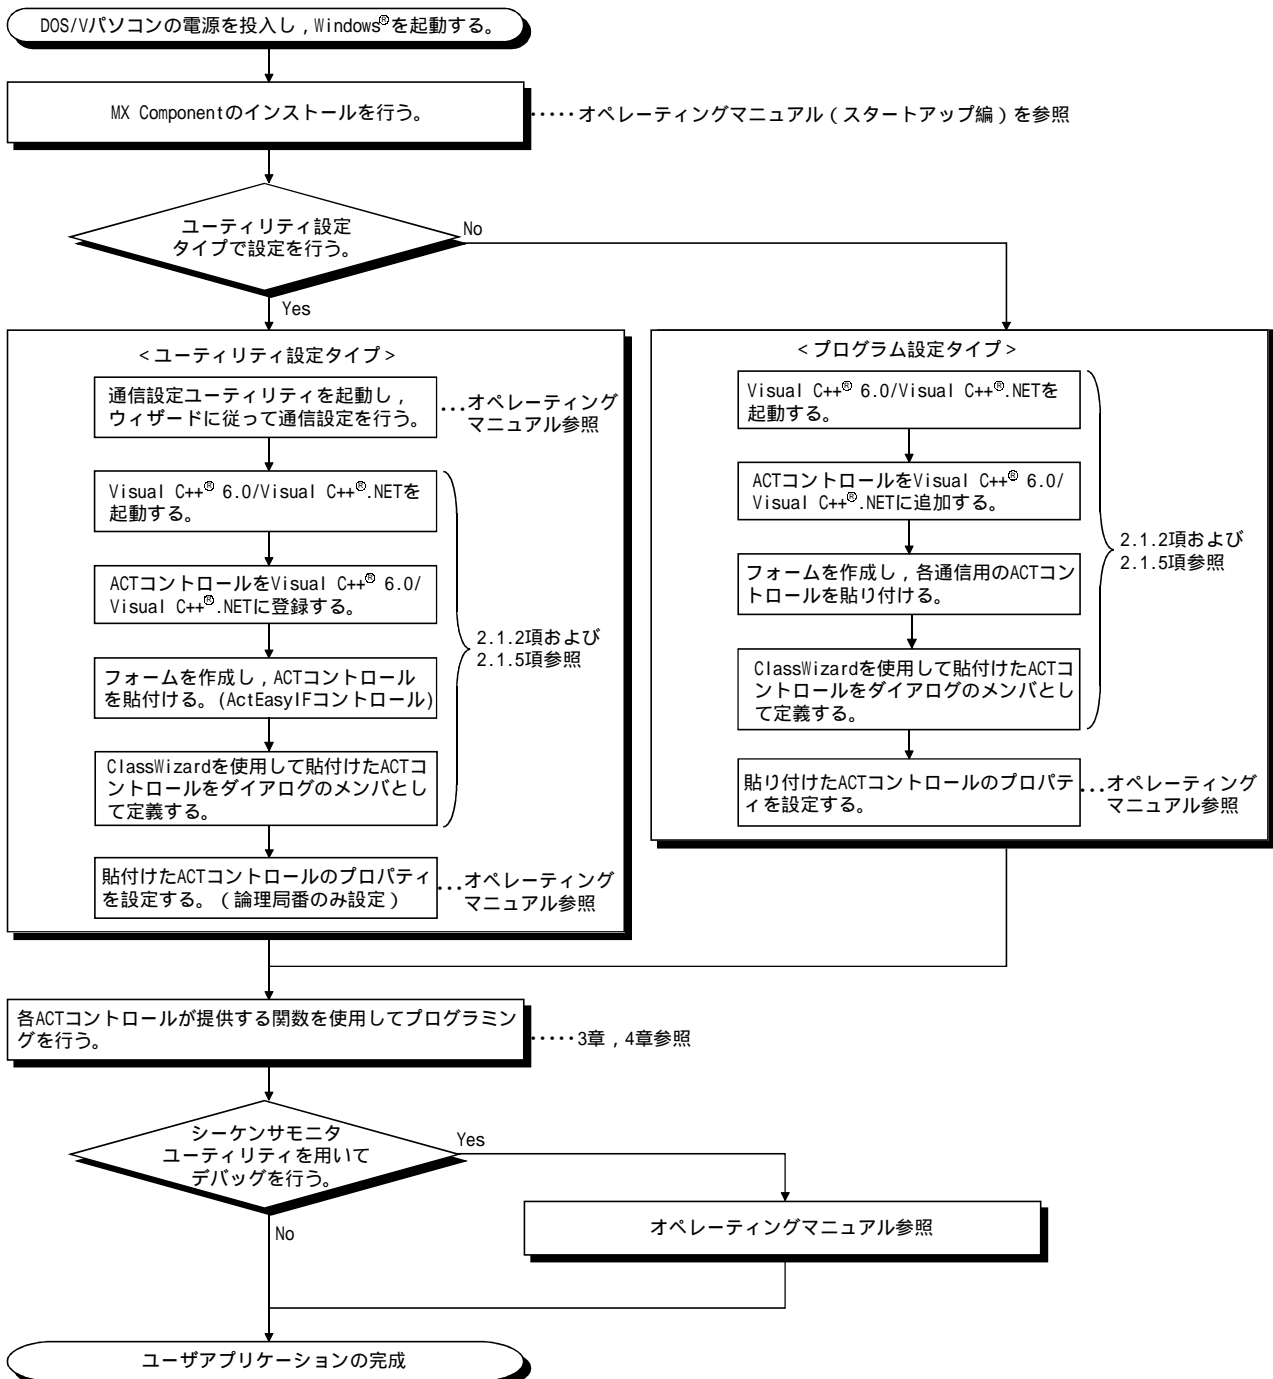 DOS/Vパソコンの電源を投入し，Windows®を起動する。
MX Componentのインストールを行う。
・・・・・オペレーティングマニュアル（スタートアップ編）を参照
ユーティリティ設定
タイプで設定を行う。
No
Yes
<ユーティリティ設定タイプ>
通信設定ユーティリティを起動し，
ウィザードに従って通信設定を行う。
・・・オペレーティング
マニュアル参照
Visual C++® 6.0/Visual C++®.NETを
起動する。
ACTコントロールをVisual C++® 6.0/
Visual C++®.NETに登録する。
フォームを作成し，ACTコントロール
を貼付ける。(ActEasyIFコントロール)
ClassWizardを使用して貼付けたACTコ
ントロールをダイアログのメンバとし
て定義する。
2.1.2項および
2.1.5項参照
貼付けたACTコントロールのプロパティ
を設定する。（論理局番のみ設定）
・・・オペレーティング
マニュアル参照
<プログラム設定タイプ>
Visual C++® 6.0/Visual C++®.NETを
起動する。
ACTコントロールをVisual C++® 6.0/
Visual C++®.NETに追加する。
フォームを作成し，各通信用のACTコン
トロールを貼り付ける。
ClassWizardを使用して貼付けたACTコ
ントロールをダイアログのメンバとし
て定義する。
2.1.2項および
2.1.5項参照
貼り付けたACTコントロールのプロパテ
ィを設定する。
・・・オペレーティング
マニュアル参照
各ACTコントロールが提供する関数を使用してプログラミン
グを行う。
・・・・・3章，4章参照
シーケンサモニタ
ユーティリティを用いて
デバッグを行う。
Yes
No
オペレーティングマニュアル参照
ユーザアプリケーションの完成